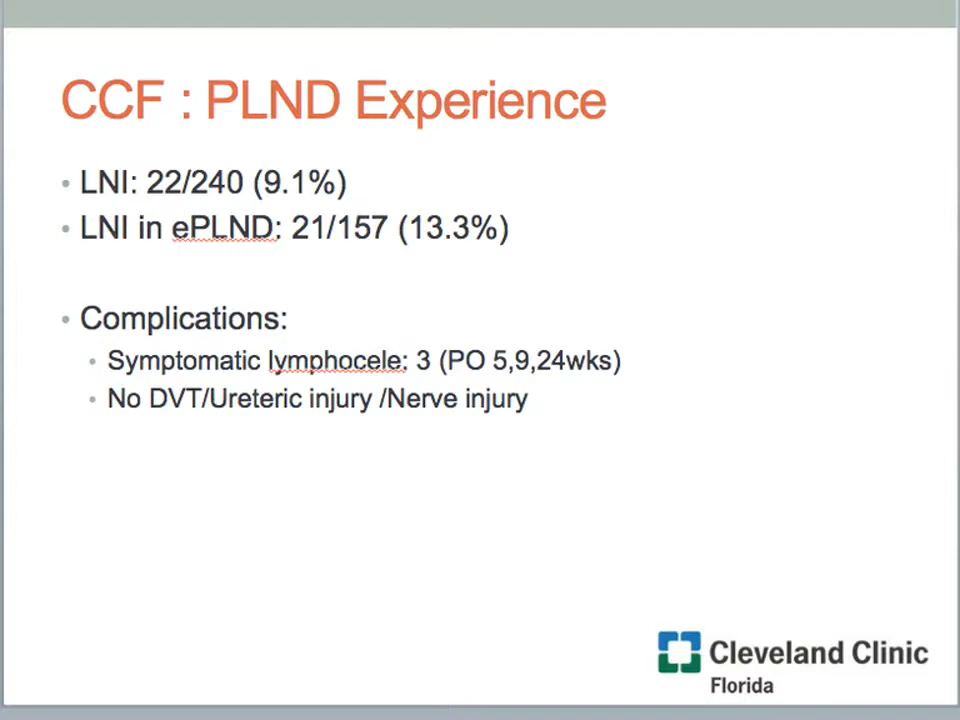 CCF : PLND Experience
• LNI: 22/240 (9.1%)
• LNI in ePLND: 21/157 (13.3%)
• Complications:
• Symptomatic lymphocele: 3 (PO 5,9,24wks)
• No DVT/Ureteric injury /Nerve injury
Cleveland Clinic
Florida